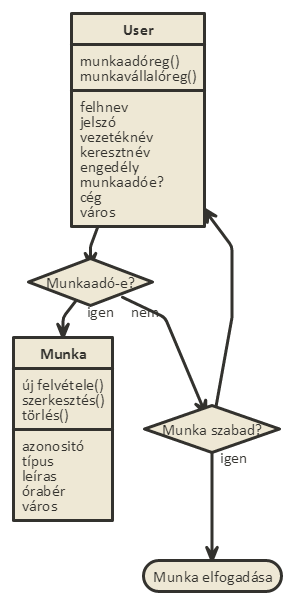 User
munkaadóreg()
munkavállalóreg()
felhnev
jelszó
vezetéknév
keresztnév
engedély
munkaadóe?
cég
város
Munkaadó-e?
igen
nem
Munka
új felvétele()
szerkesztés()
törlés()
azonositó
típus
leíras
órabér
város
Munka szabad?
igen
Munka elfogadása